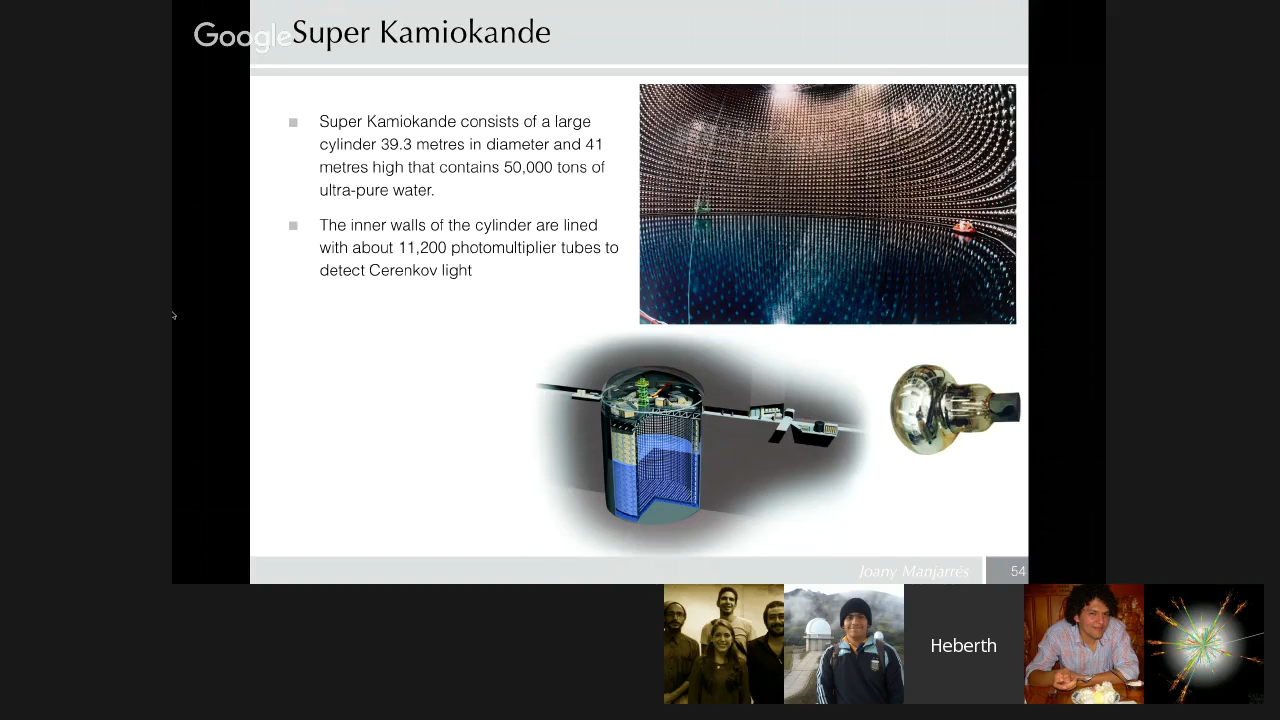 Google
Super Kamiokande
Super Kamiokande consists of a large
cylinder 39.3 metres in diameter and 41
metres high that contains 50,000 tons of
ultra-pure water.
The inner walls of the cylinder are lined
with about 11,200 photomultiplier tubes to
detect Cerenkov light
Joany Manjarrés
54
Heberth